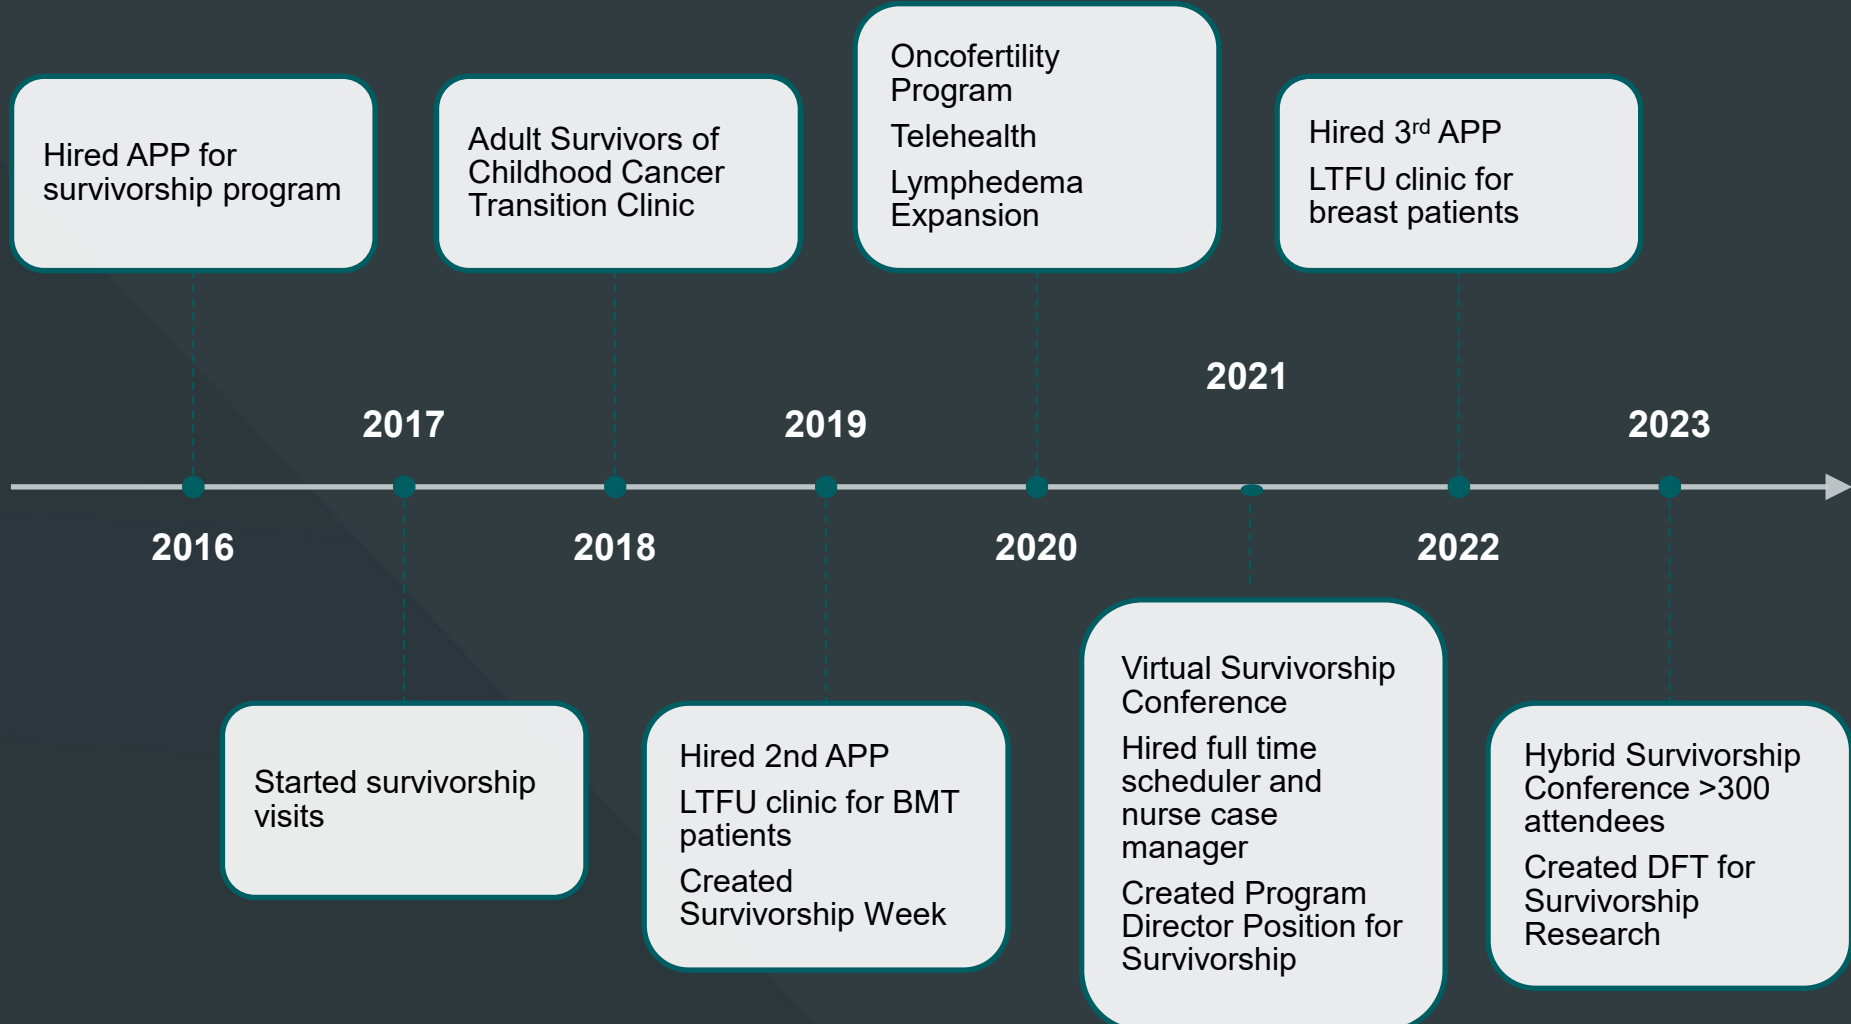 Hired APP for
survivorship program
Adult Survivors of
Childhood Cancer
Transition Clinic
Oncofertility
Program
Telehealth
Lymphedema
Expansion
Hired 3rd APP
LTFU clinic for
breast patients
2021
2017
2019
2023
2016
2018
2020
2022
Started survivorship
visits
Hired 2nd APP
LTFU clinic for BMT
patients
Created
Survivorship Week
Virtual Survivorship
Conference
Hired full time
scheduler and
nurse case
manager
Created Program
Director Position for
Survivorship
Hybrid Survivorship
Conference >300
attendees
Created DFT for
Survivorship
Research